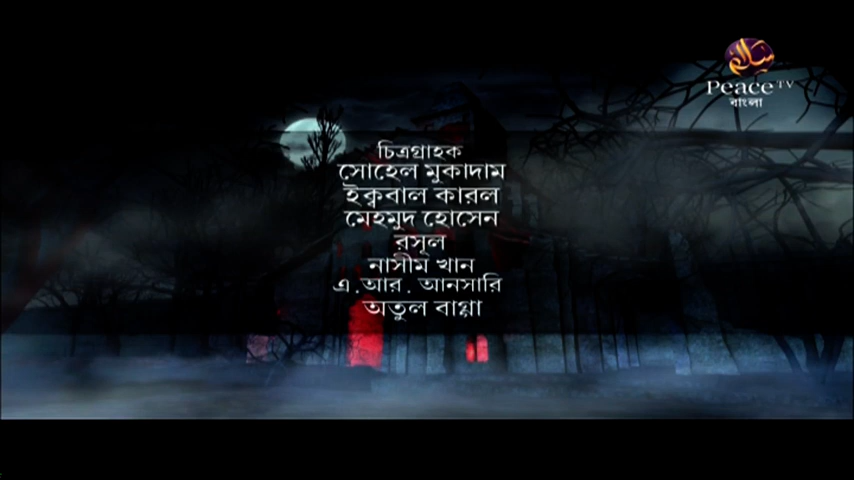 Peace TV
বাংলা
চিত্রগ্রাহক
সোহেল মুকাদাম
ইকবাল কারল
মেহমুদ হোসেন
রসূল
নাসীম খান
এ.আর. আনসারি
অতুল বাগ্গা